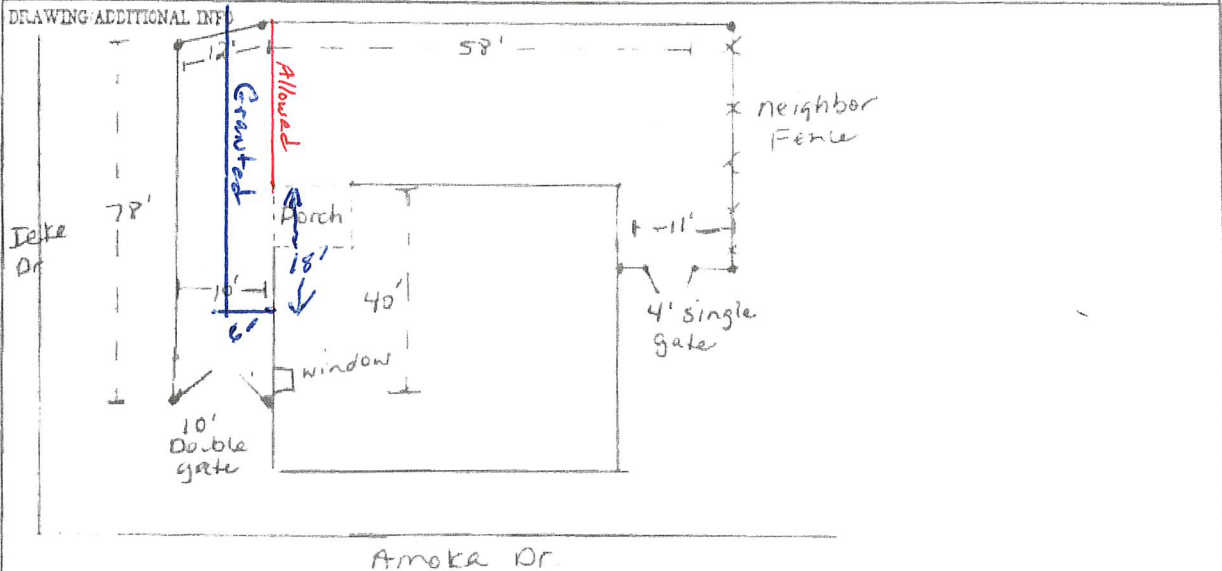 DRAWING/ADDITIONAL INFO
12'
58'
Allowed
Granted
neighbor
Fence
78'
Porch
11'
Deke
Dr
18'
10'
40'
6'
4' single
gate
window
10'
Double
gate
Amoka Dr.